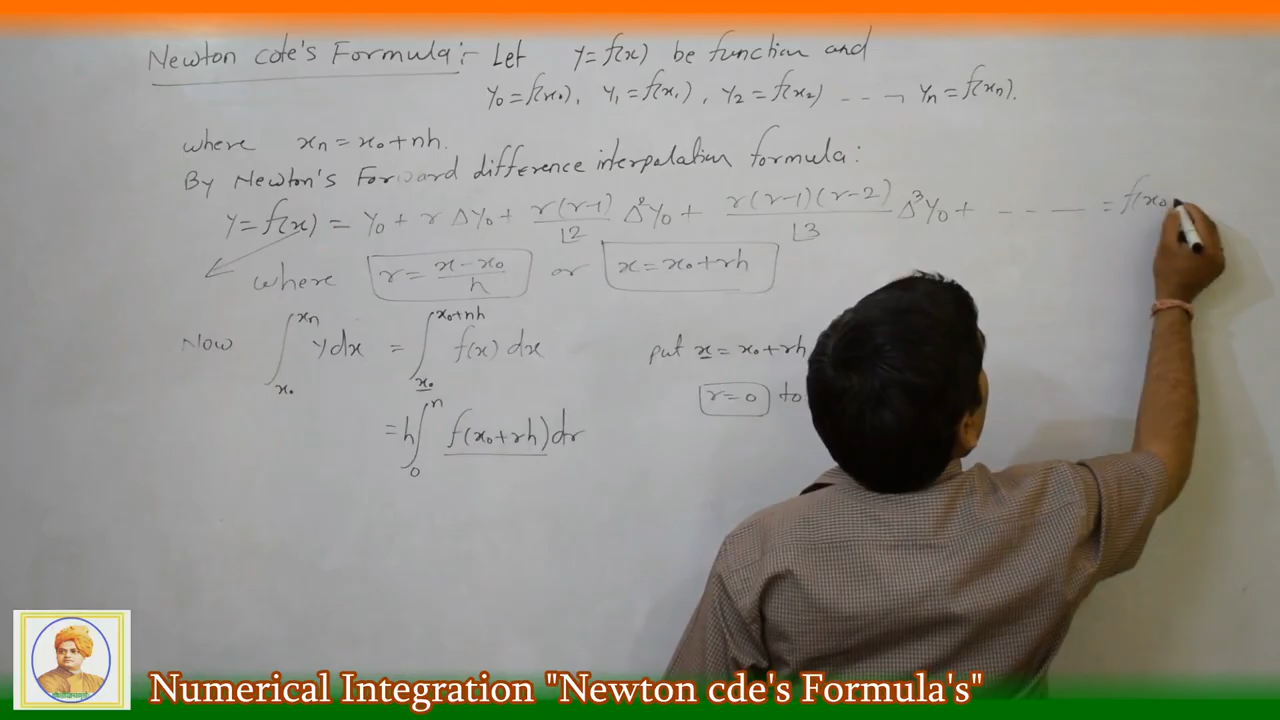 Newton cote's Formula:- Let y=f(x) be function and
y₀=f(x₀), y₁=f(x₁), y₂=f(x₂) - - - yₙ=f(xₙ).
where xₙ=x₀+nh.
By Newton's Forward difference interpolation formula:
y=f(x) = y₀ + r Δy₀ + r(r-1)/⌊2 Δ²y₀ + r(r-1)(r-2)/⌊3 Δ³y₀ + - - - — = f(x₀
where r = (x-x₀)/h or x=x₀+rh
Now ∫_{x₀}^{xₙ} ydx = ∫_{x₀}^{x₀+nh} f(x) dx put x=x₀+rh
r=0 to
=h∫_0^n f(x₀+rh)dr
Numerical Integration "Newton cde's Formula's"